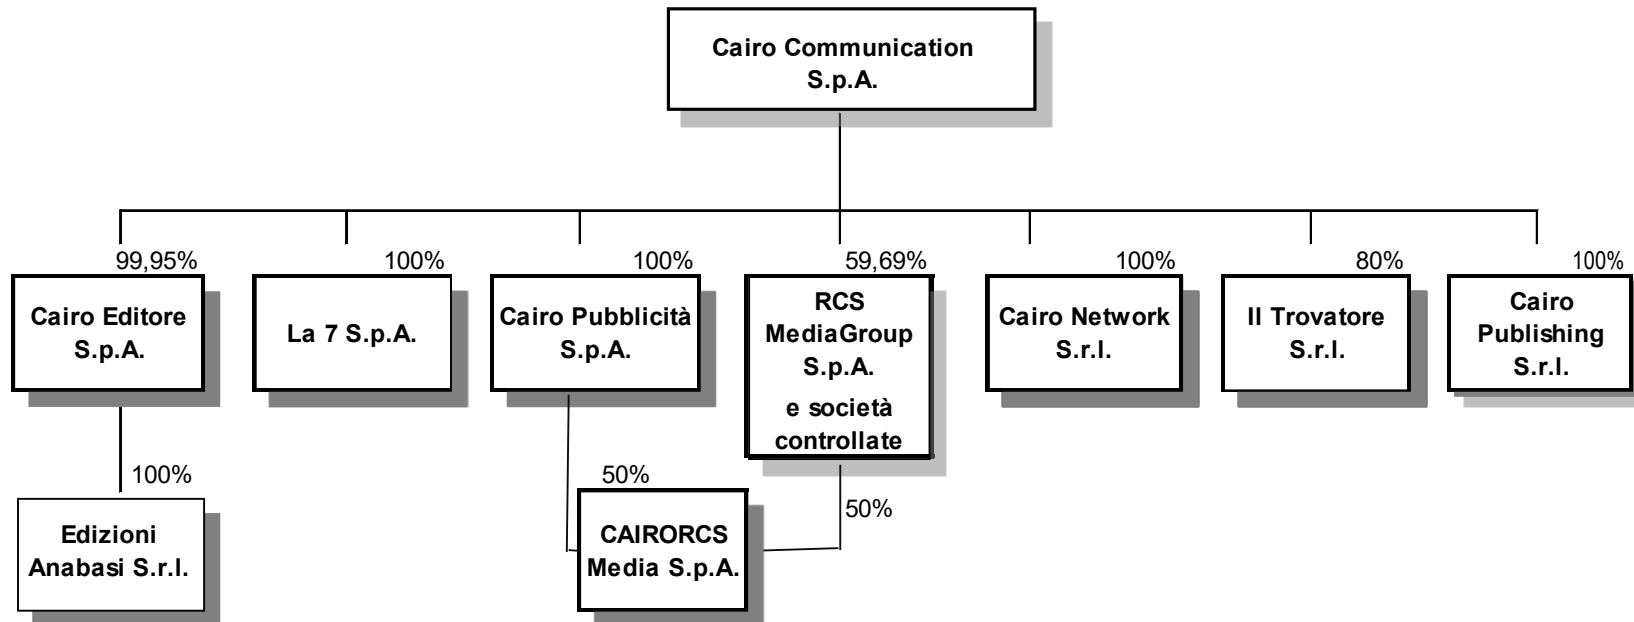 Cairo Communication
S.p.A.
99,95%
100%
100%
59,69%
100%
80%
100%
Cairo Editore
S.p.A.
La 7 S.p.A.
Cairo Pubblicità
S.p.A.
RCS
MediaGroup
S.p.A.
e società
controllate
Cairo Network
S.r.l.
Il Trovatore
S.r.l.
Cairo
Publishing
S.r.l.
100%
50%
50%
Edizioni
Anabasi S.r.l.
CAIRORCS
Media S.p.A.